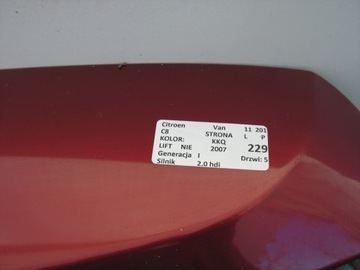 Citroen Van 11 201
C8 STRONA L P
KOLOR: KKQ
LIFT NIE 2007 229
Generacja I Drzwi: 5
Silnik 2.0 hdi